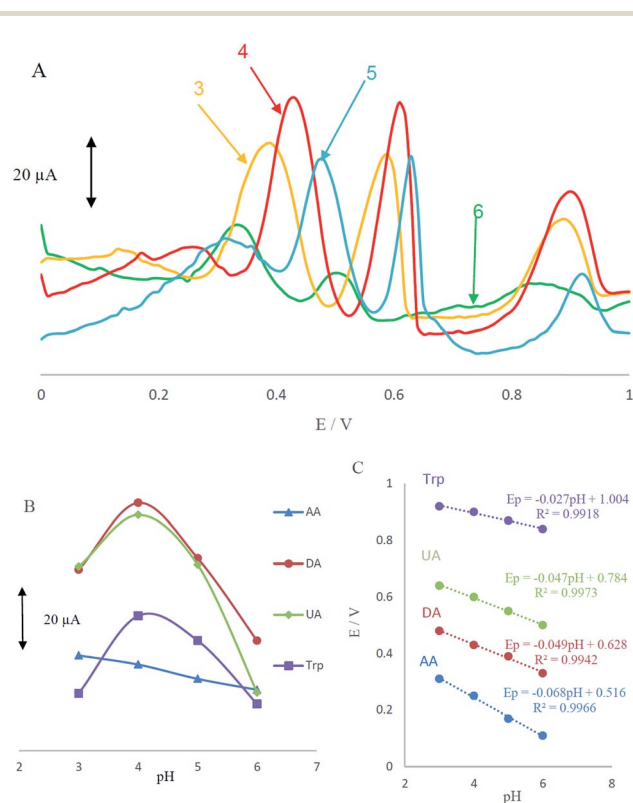 A
3
4
5
6
20 µA
0
0.2
0.4
0.6
0.8
1
E / V
B
20 µA
AA
DA
UA
Trp
2
3
4
5
6
7
pH
C
1
0.8
0.6
0.4
0.2
0
E / V
Trp
Ep = -0.027pH + 1.004
R² = 0.9918
UA
Ep = -0.047pH + 0.784
R² = 0.9973
DA
Ep = -0.049pH + 0.628
R² = 0.9942
AA
Ep = -0.068pH + 0.516
R² = 0.9966
2
4
6
8
pH